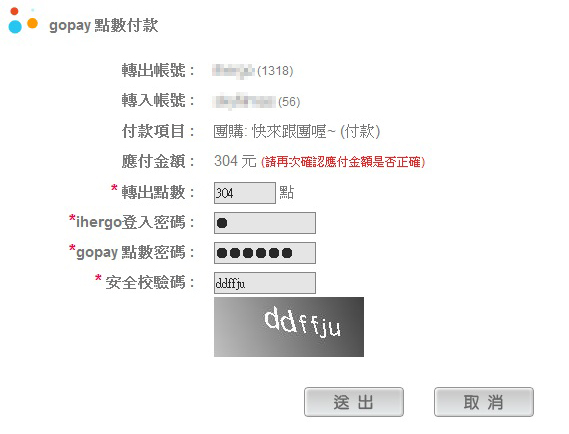 gopay 點數付款
轉出帳號： (1318)
轉入帳號： (56)
付款項目： 團購: 快來跟團喔~ (付款)
應付金額： 304 元 (請再次確認應付金額是否正確)
* 轉出點數： 304 點
*ihergo登入密碼： ●
*gopay 點數密碼： ●●●●●●
* 安全校驗碼： ddffju
ddffju
送出 取消